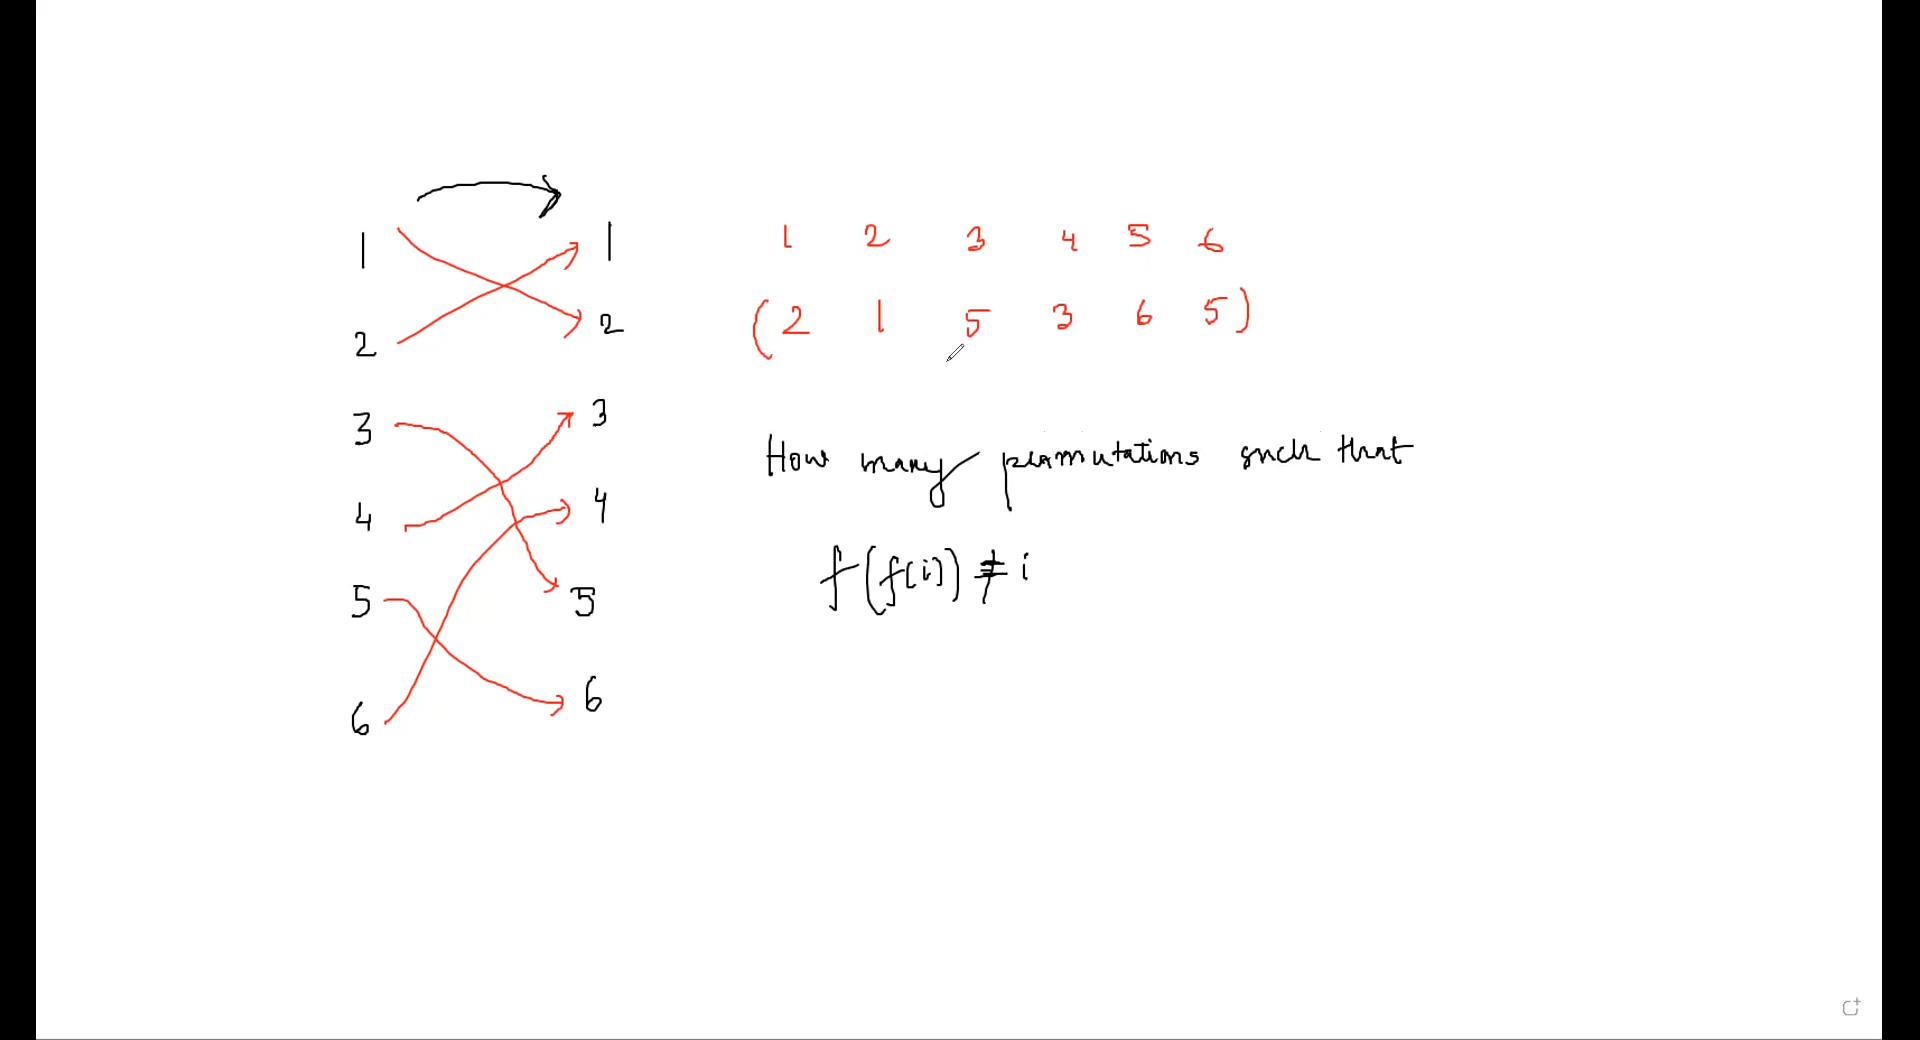 1 1
2 2
3 3
4 4
5 5
6 6
1 2 3 4 5 6
(2 1 5 3 6 5)
How many permutations such that
f(f(i)) ≠ i